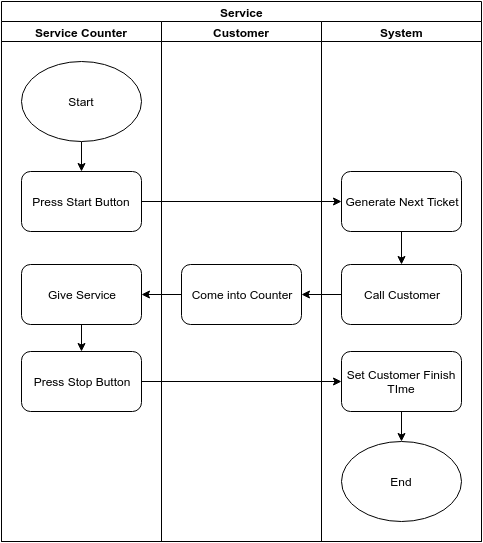 Service
Service Counter
Customer
System
Start
Press Start Button
Generate Next Ticket
Give Service
Come into Counter
Call Customer
Press Stop Button
Set Customer Finish
TIme
End